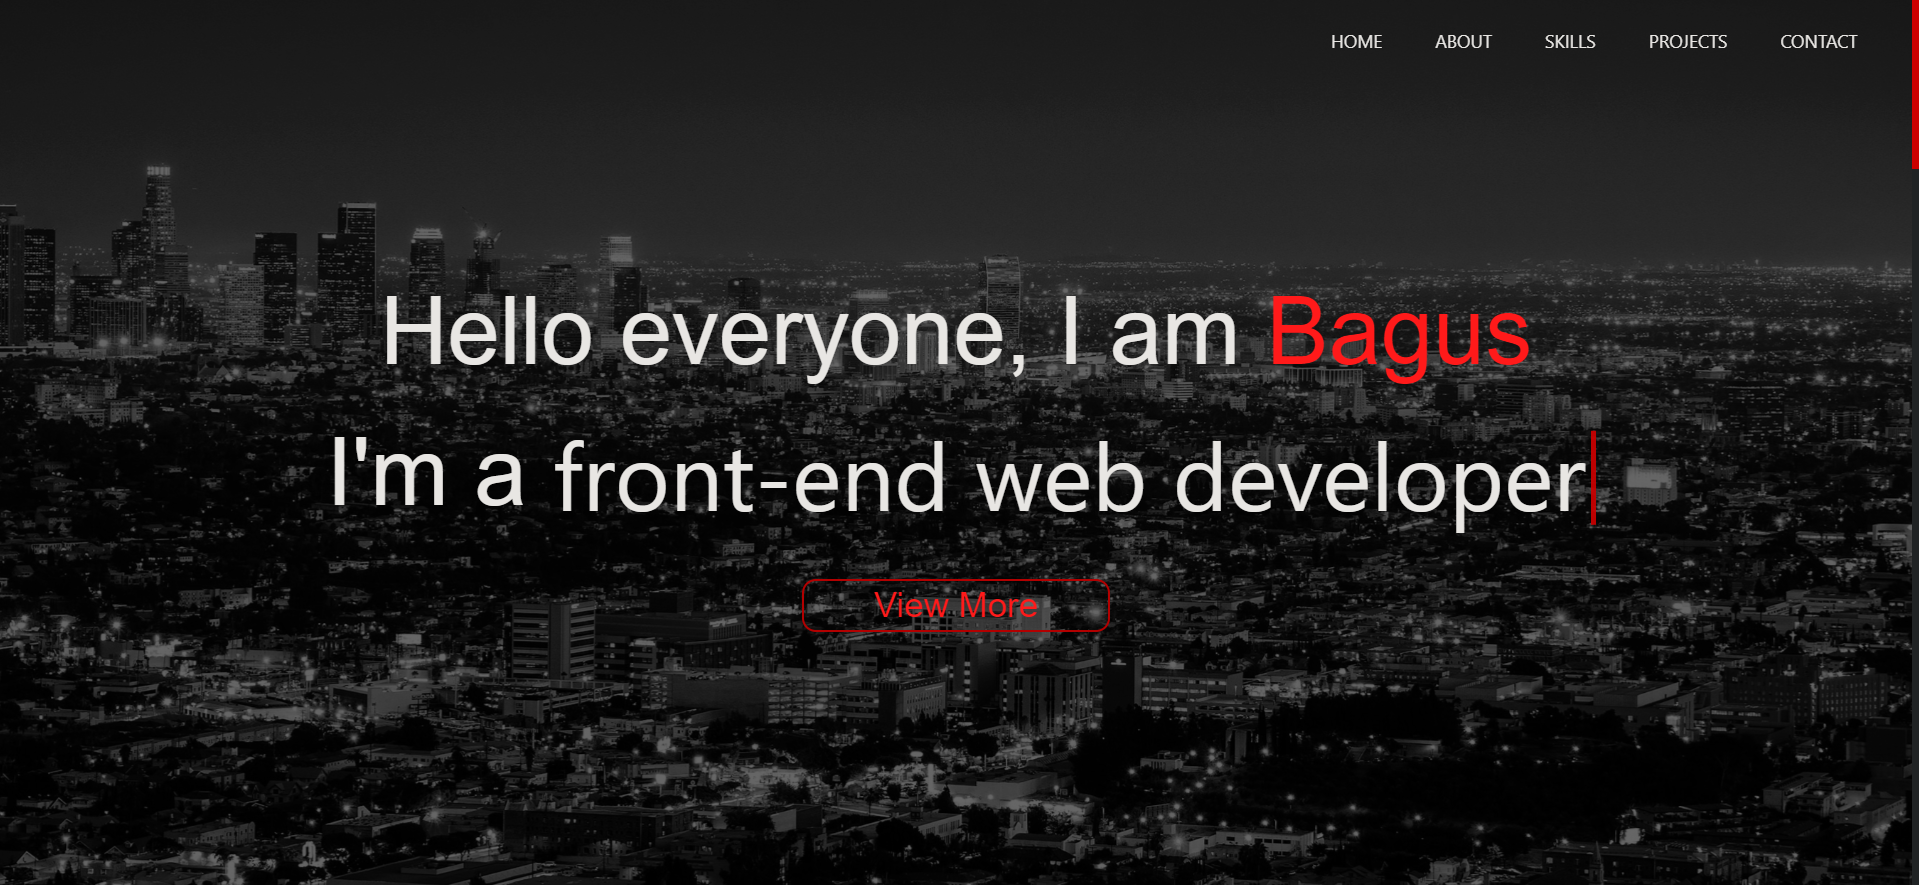 HOME ABOUT SKILLS PROJECTS CONTACT
Hello everyone, I am Bagus
I'm a front-end web developer
View More